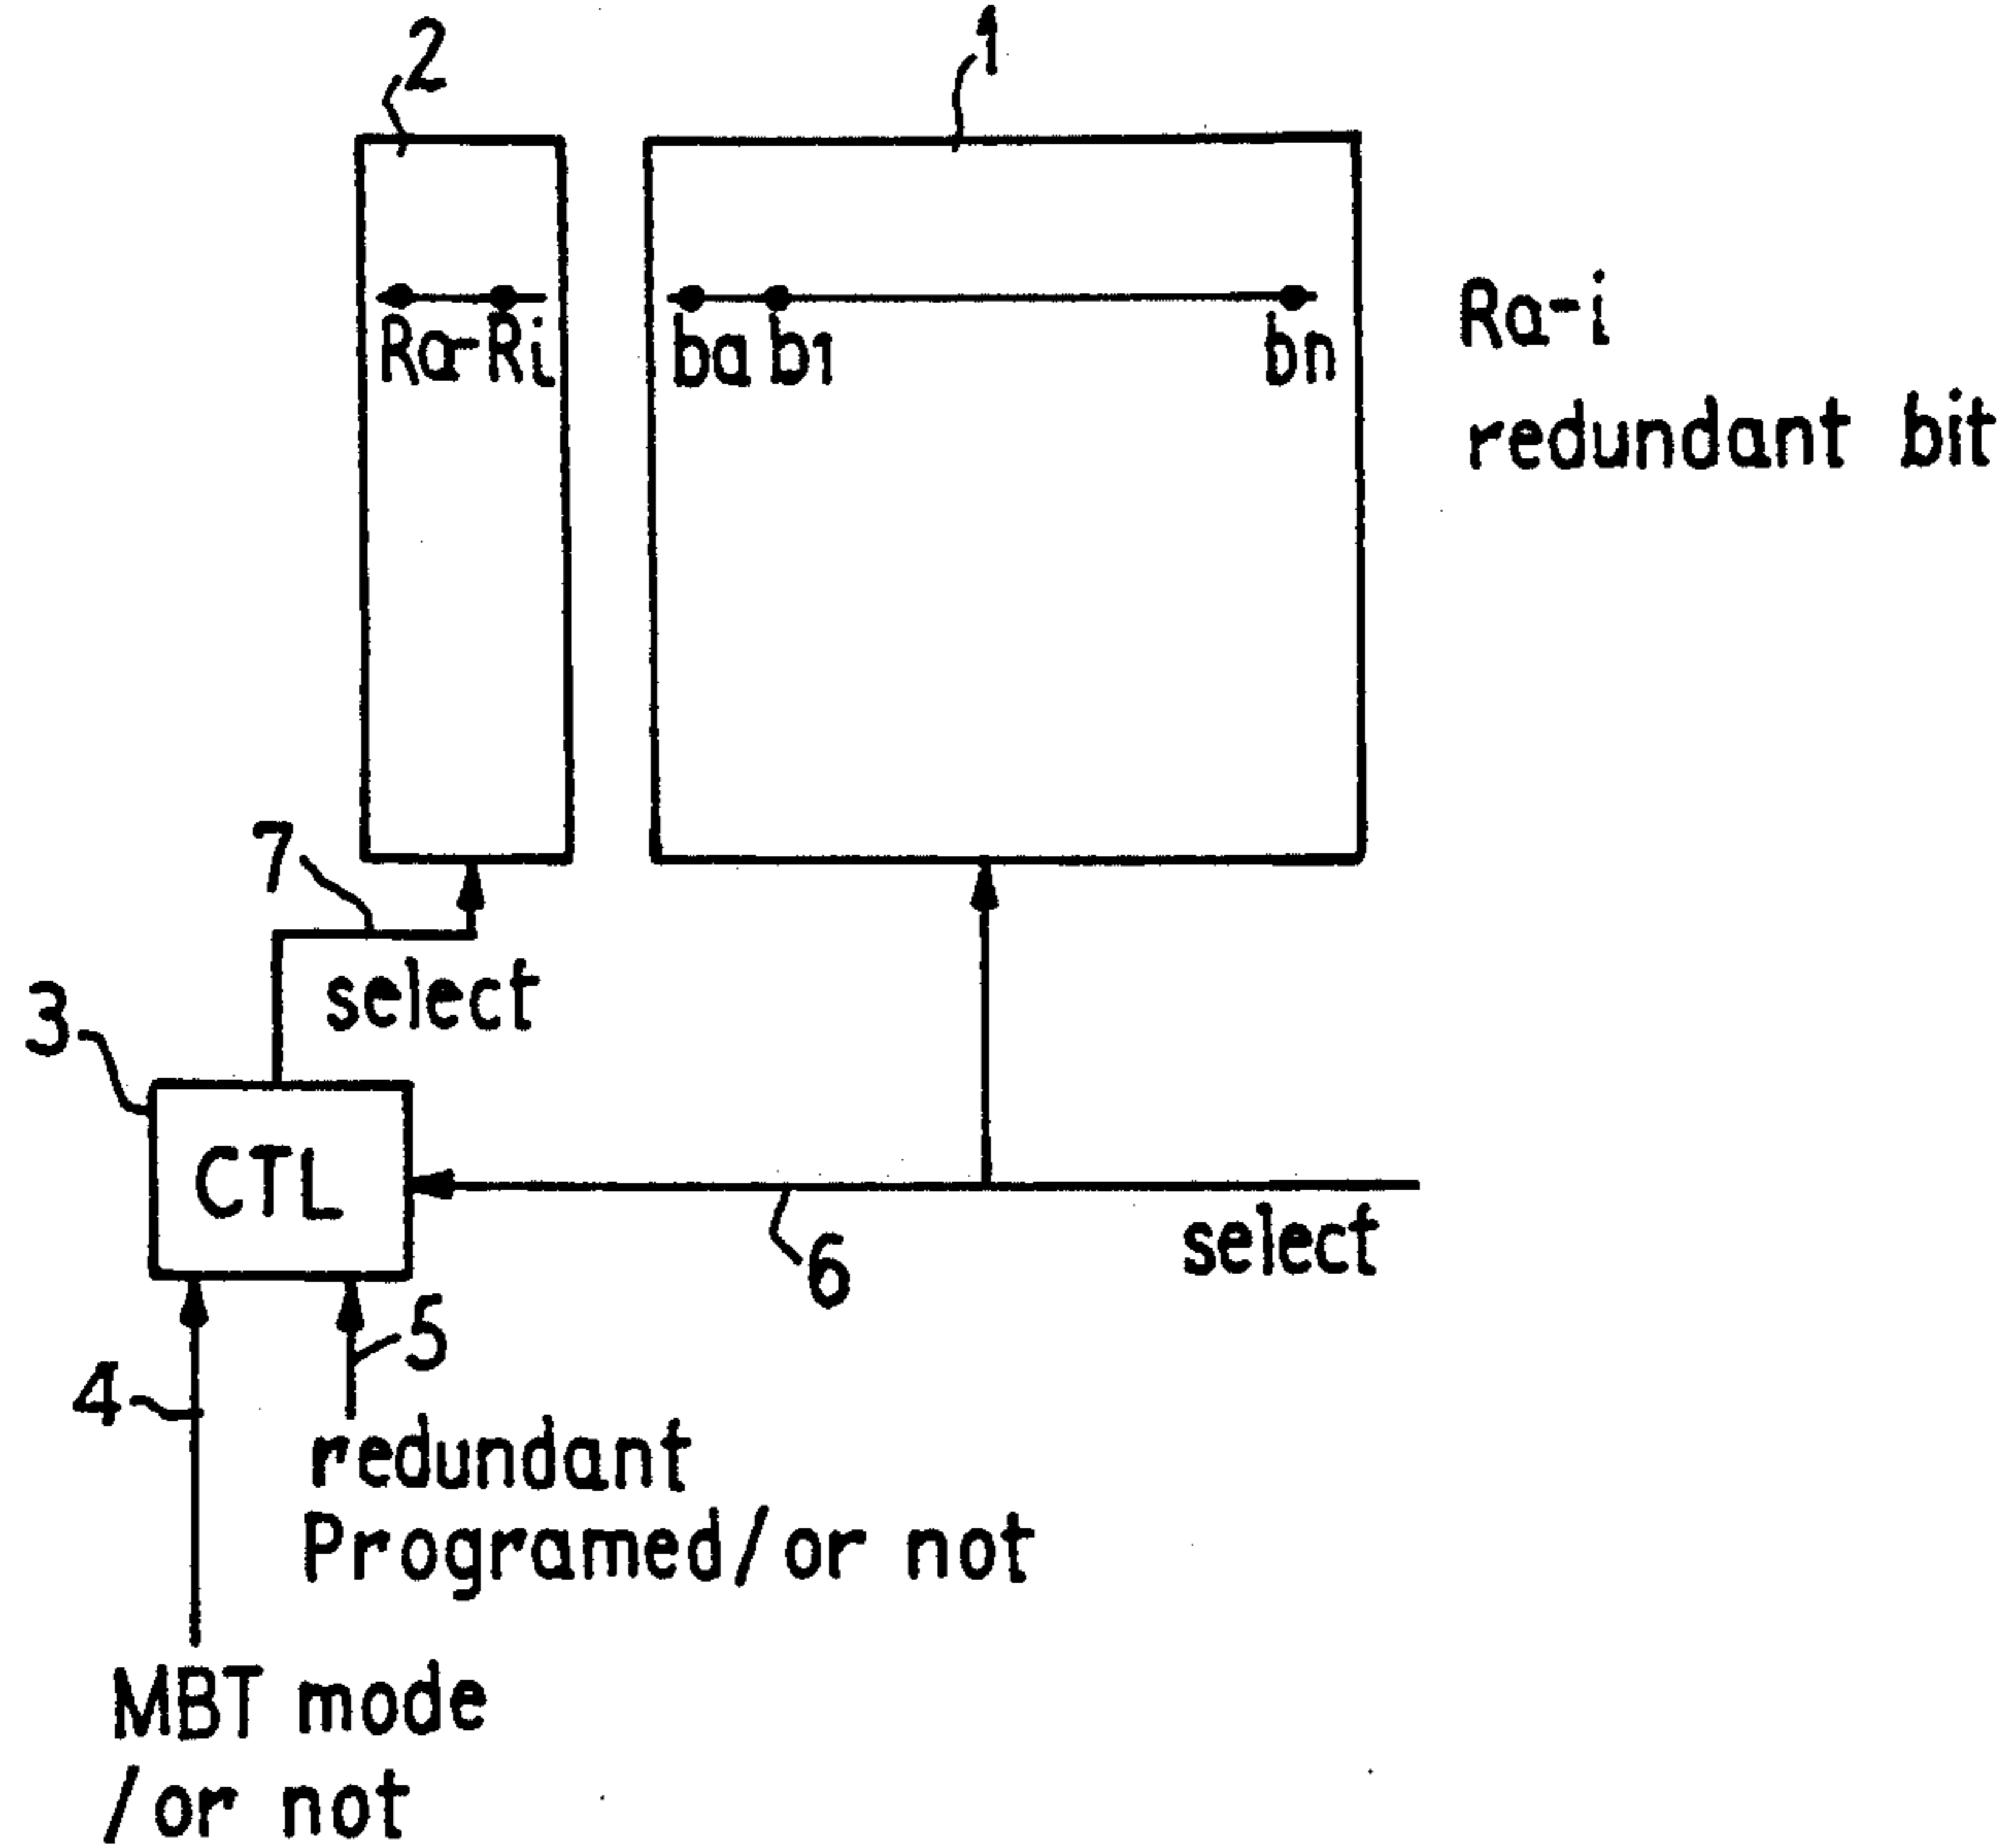 2
1
Ra-Ri
ba b1
bn
Ra-i
redundant bit
7
select
3
CTL
6
select
5
4
redundant
Programed/or not
MBT mode
/or not